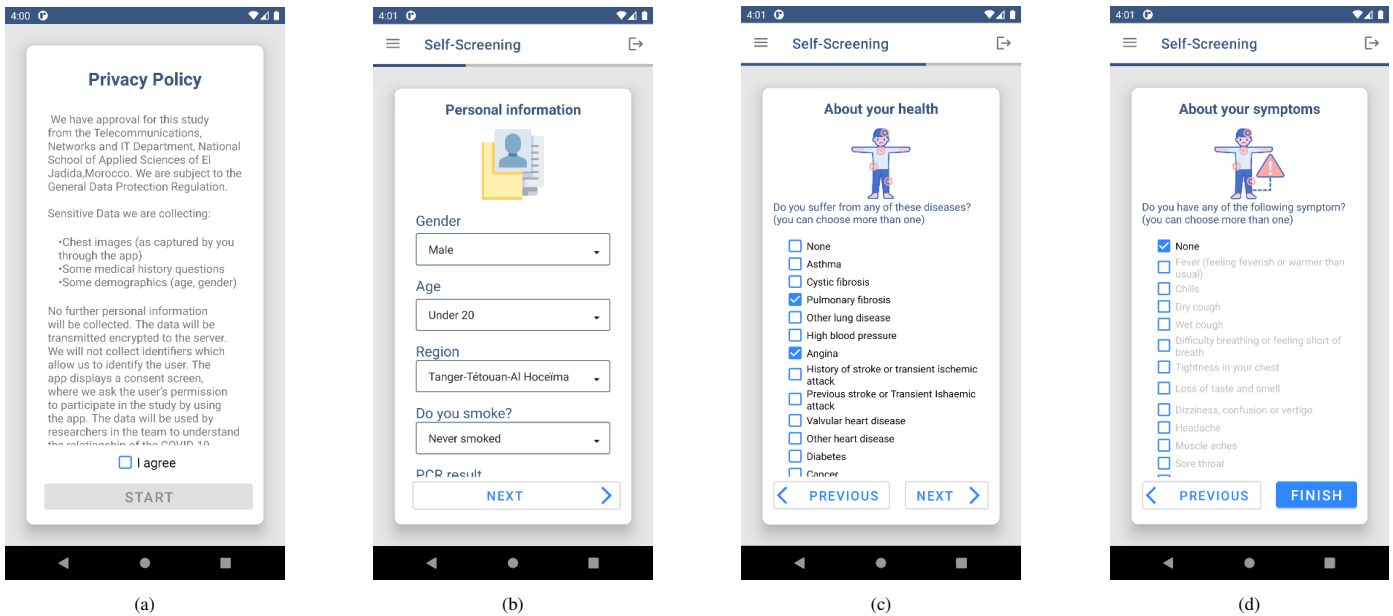 4:00
Privacy Policy
We have approval for this study
from the Telecommunications,
Networks and IT Department, National
School of Applied Sciences of El
Jadida,Morocco. We are subject to the
General Data Protection Regulation.
Sensitive Data we are collecting:
•Chest images (as captured by you
through the app)
•Some medical history questions
•Some demographics (age, gender)
No further personal information
will be collected. The data will be
transmitted encrypted to the server.
We will not collect identifiers which
allow us to identify the user. The
app displays a consent screen,
where we ask the user's permission
to participate in the study by using
the app. The data will be used by
researchers in the team to understand
the relationship of the COVID-19
I agree
START
(a)
4:01
Self-Screening
Personal information
Gender
Male
Age
Under 20
Region
Tanger-Tétouan-Al Hoceïma
Do you smoke?
Never smoked
PCR result
NEXT
(b)
4:01
Self-Screening
About your health
Do you suffer from any of these diseases?
(you can choose more than one)
None
Asthma
Cystic fibrosis
Pulmonary fibrosis
Other lung disease
High blood pressure
Angina
History of stroke or transient ischemic
attack
Previous stroke or Transient Ishaemic
attack
Valvular heart disease
Other heart disease
Diabetes
Cancer
PREVIOUS
NEXT
(c)
4:01
Self-Screening
About your symptoms
Do you have any of the following symptom?
(you can choose more than one)
None
Fever (feeling feverish or warmer than
usual)
Chills
Dry cough
Wet cough
Difficulty breathing or feeling short of
breath
Tightness in your chest
Loss of taste and smell
Dizziness, confusion or vertigo
Headache
Muscle aches
Sore throat
PREVIOUS
FINISH
(d)